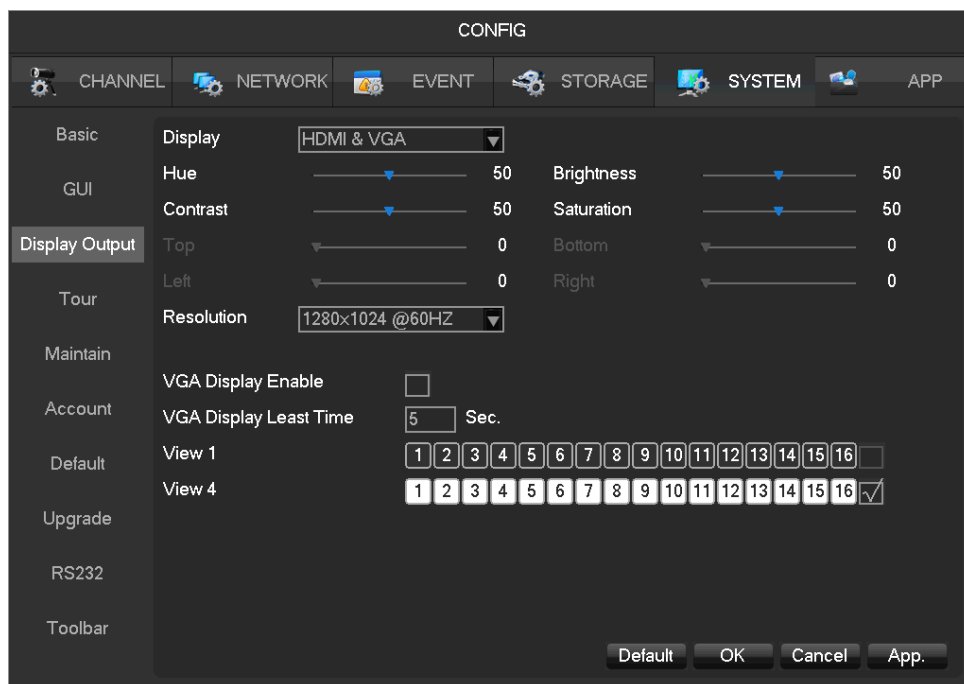 CONFIG
CHANNEL NETWORK EVENT STORAGE SYSTEM APP
Basic
GUI
Display Output
Tour
Maintain
Account
Default
Upgrade
RS232
Toolbar
Display HDMI & VGA
Hue 50 Brightness 50
Contrast 50 Saturation 50
Top 0 Bottom 0
Left 0 Right 0
Resolution 1280×1024 @60HZ
VGA Display Enable
VGA Display Least Time 5 Sec.
View 1 1 2 3 4 5 6 7 8 9 10 11 12 13 14 15 16
View 4 1 2 3 4 5 6 7 8 9 10 11 12 13 14 15 16
Default OK Cancel App.